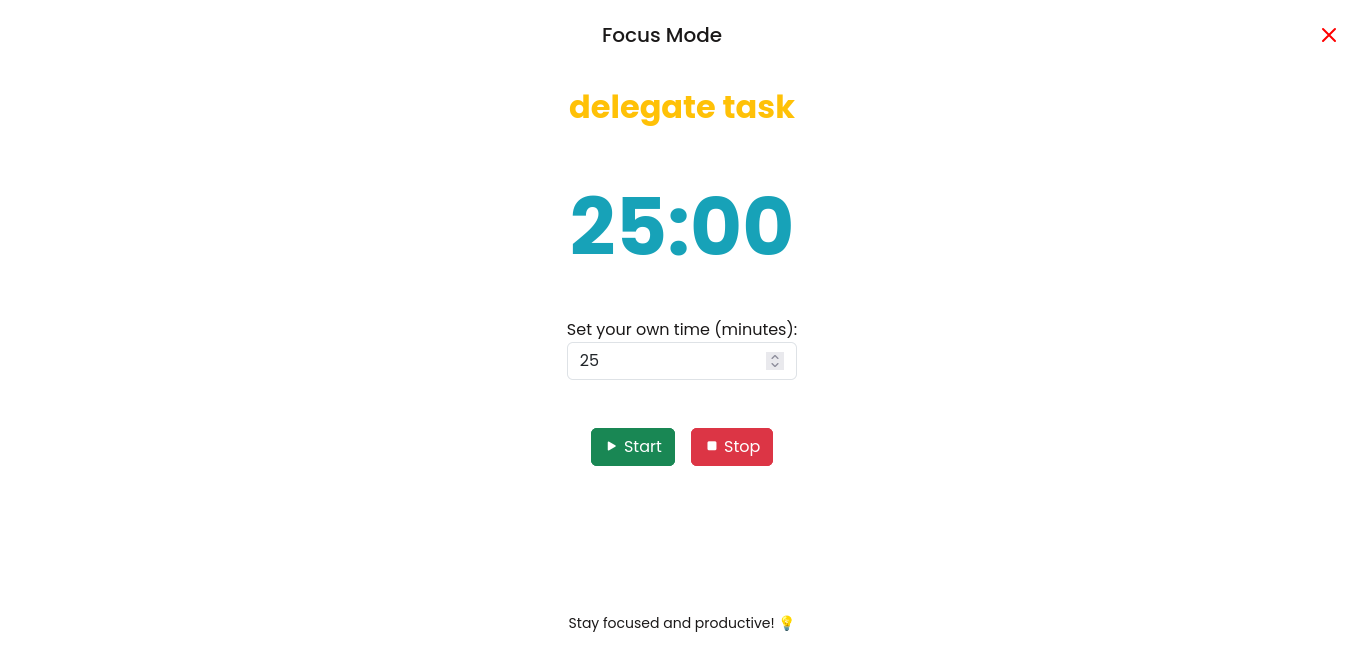 Focus Mode
delegate task
25:00
Set your own time (minutes):
25
Start Stop
Stay focused and productive! 💡